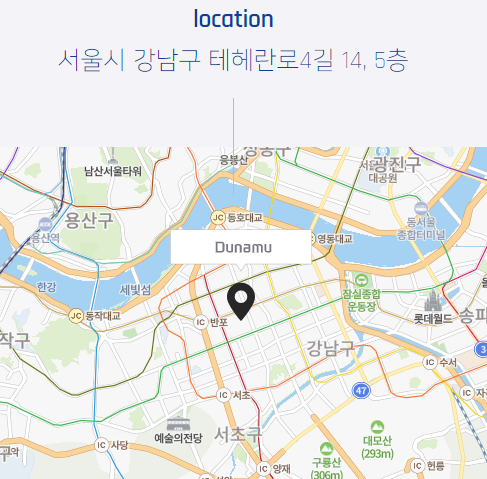 location
서울시 강남구 테헤란로4길 14, 5층
성동구
응봉산
광진구
서울
대공원
남산서울타워
용산구
JC 동호대교
동서울
종합터미널
용산역
영동대교
Dunamu
한강
세빛섬
잠실종합
운동장
롯데월드
송파
JC 동작대교
IC 반포
작구
강남구
IC 수서
47
IC 서초
예술의전당
서초구
대모산
(293m)
IC 사당
구룡산
(306m)
IC 양재
IC 헌릉